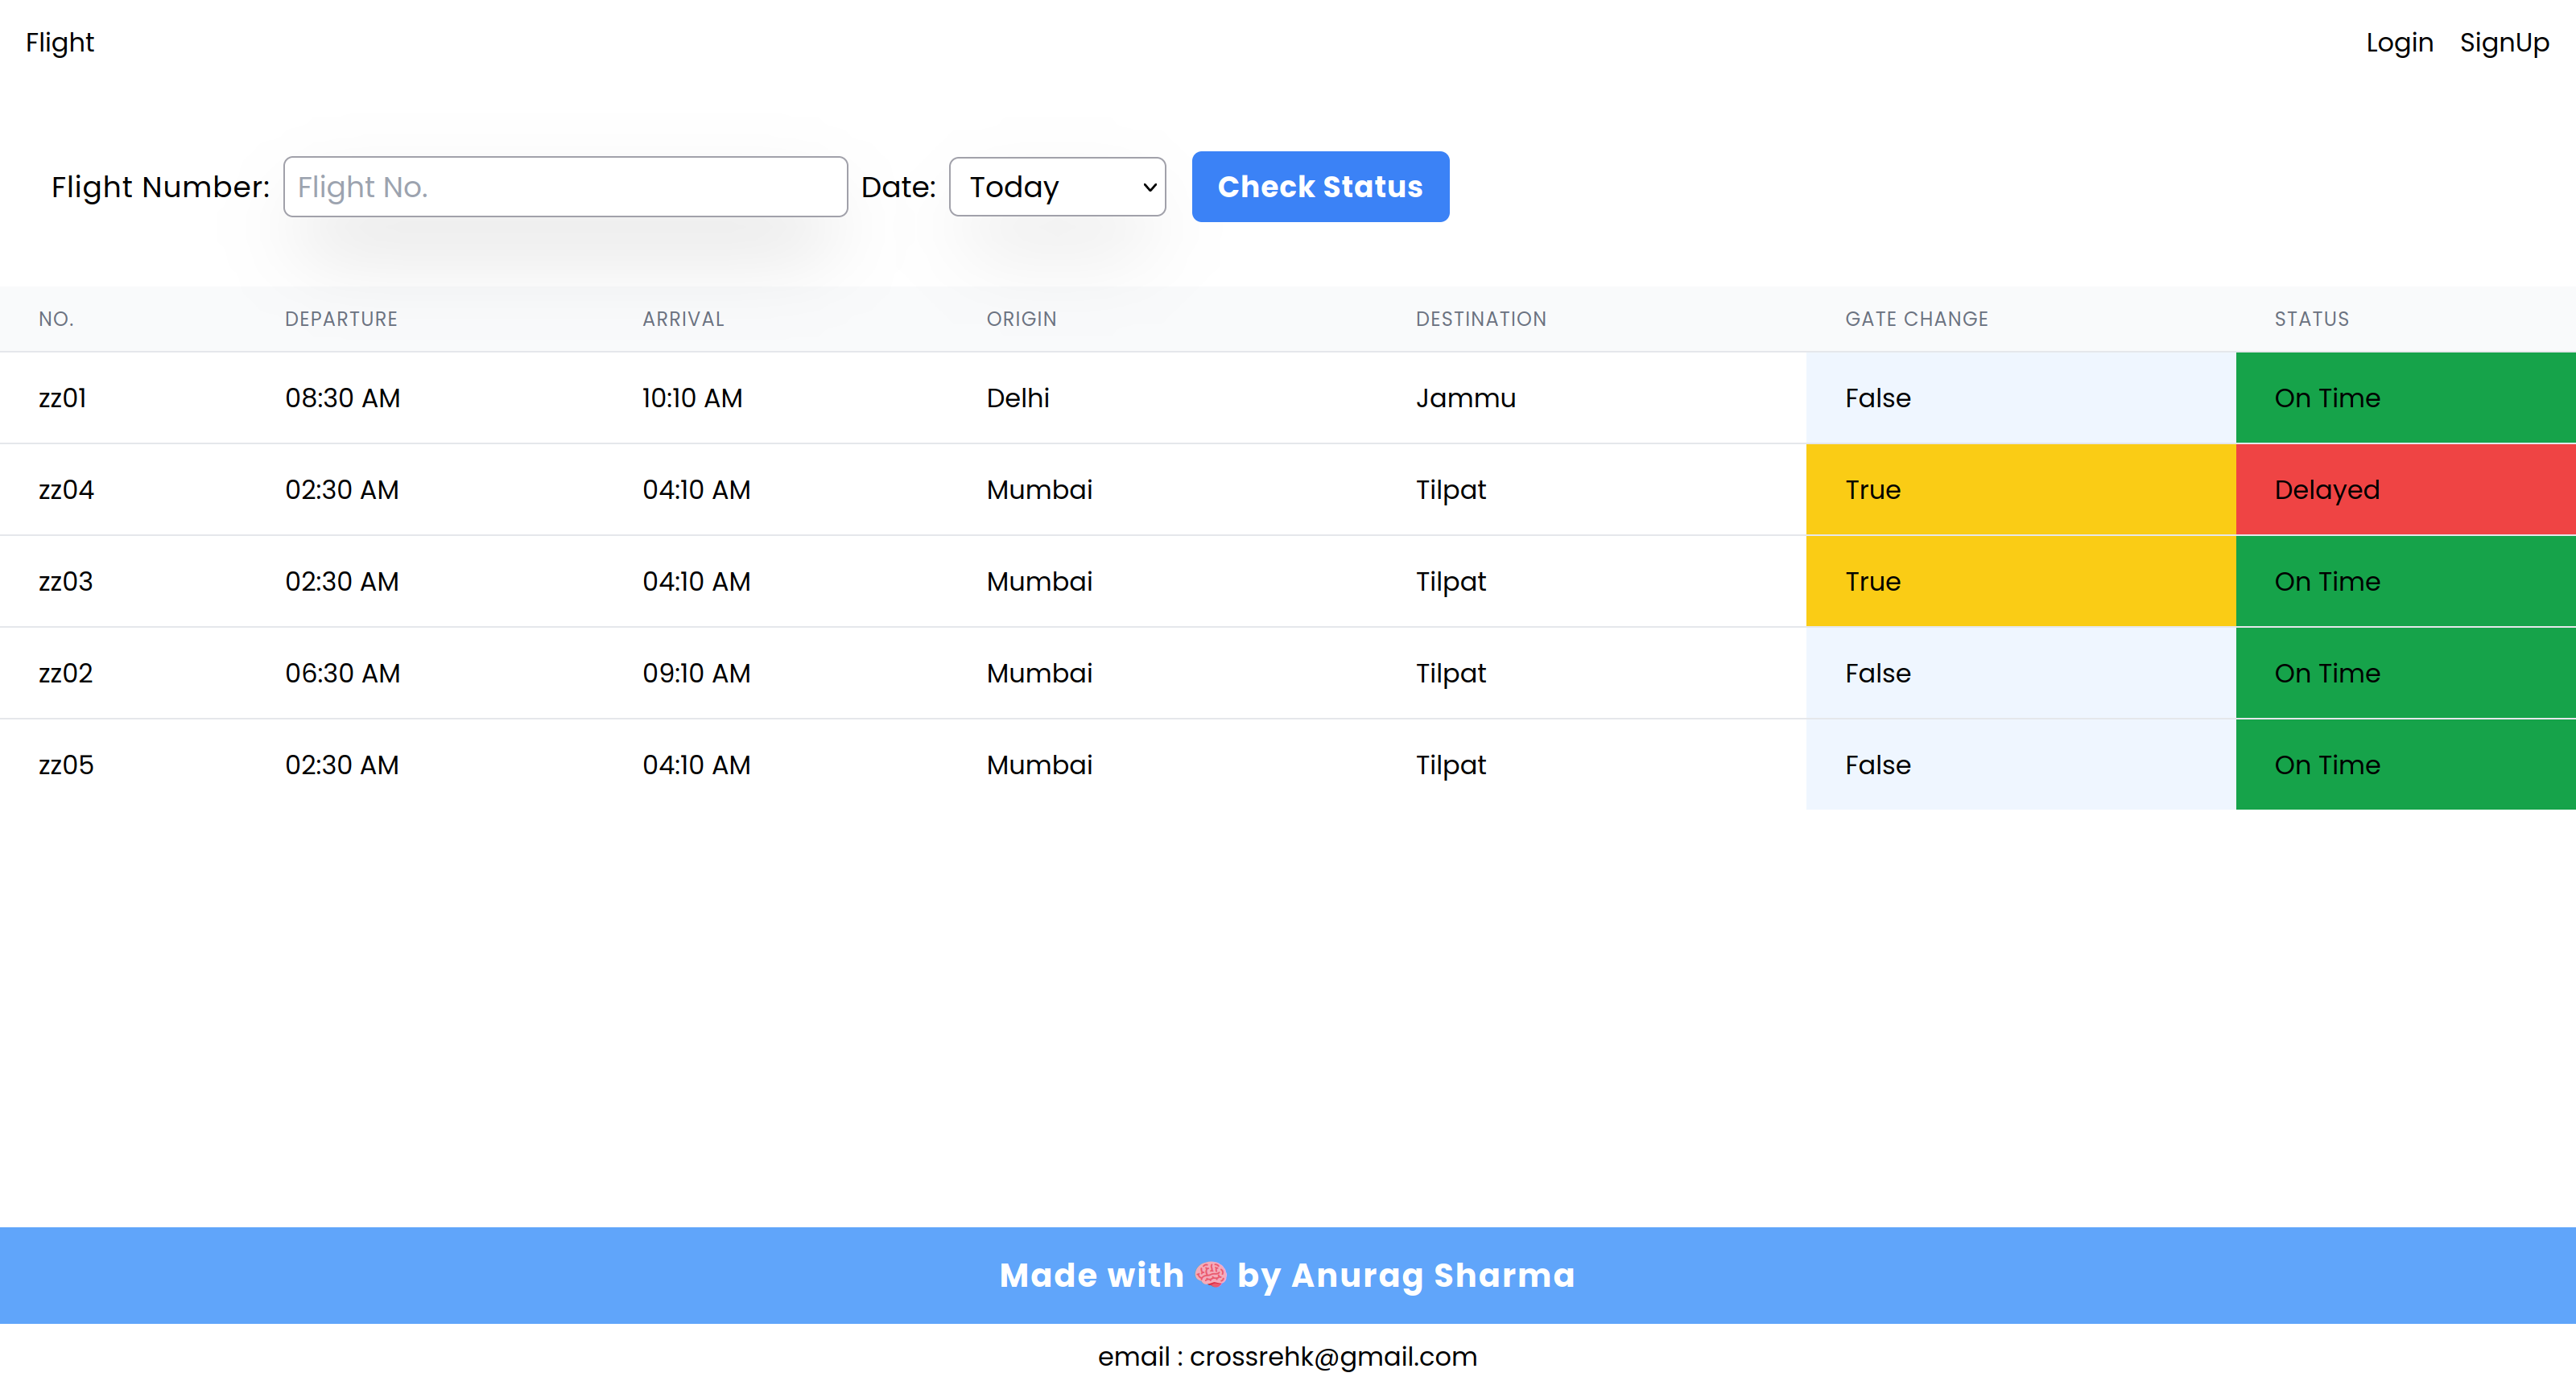 Flight Login SignUp
Flight Number: Flight No. Date: Today Check Status
NO. DEPARTURE ARRIVAL ORIGIN DESTINATION GATE CHANGE STATUS
zz01 08:30 AM 10:10 AM Delhi Jammu False On Time
zz04 02:30 AM 04:10 AM Mumbai Tilpat True Delayed
zz03 02:30 AM 04:10 AM Mumbai Tilpat True On Time
zz02 06:30 AM 09:10 AM Mumbai Tilpat False On Time
zz05 02:30 AM 04:10 AM Mumbai Tilpat False On Time
Made with 🧠 by Anurag Sharma
email : crossrehk@gmail.com